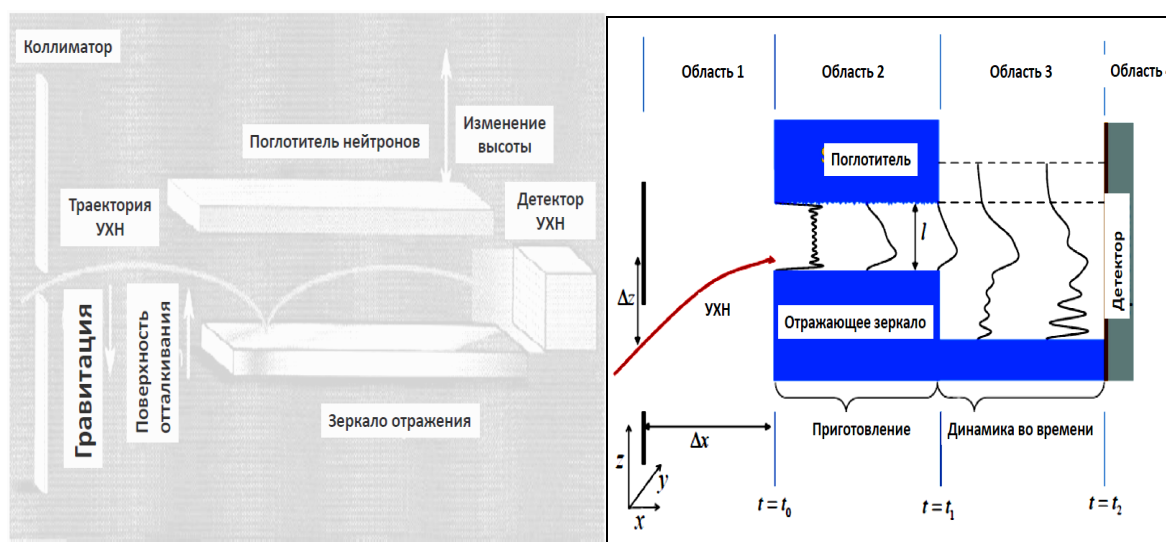 Коллиматор
Поглотитель нейтронов
Изменение
высоты
Траектория
УХН
Детектор
УХН
Гравитация
Поверхность
отталкивания
Зеркало отражения
Область 1
Область 2
Область 3
Область
Поглотитель
l
Δz
УХН
Отражающее зеркало
Детектор
Δx
Приготовление
Динамика во времени
z
y
x
t = t₀
t = t₁
t = t₂